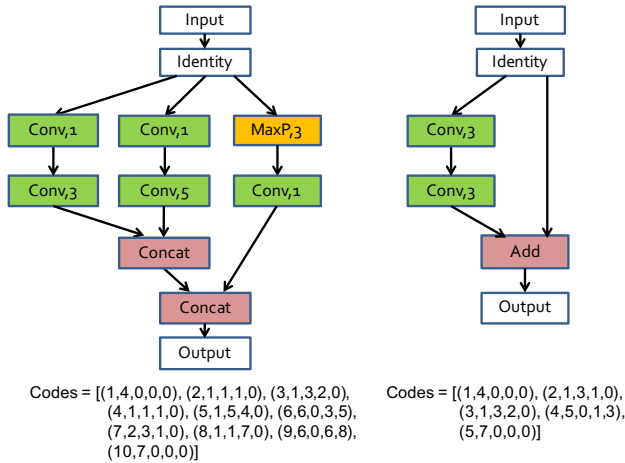 Input
Identity
Conv,1 Conv,1 MaxP,3
Conv,3 Conv,5 Conv,1
Concat
Concat
Output
Codes = [(1,4,0,0,0), (2,1,1,1,0), (3,1,3,2,0),
(4,1,1,1,0), (5,1,5,4,0), (6,6,0,3,5),
(7,2,3,1,0), (8,1,1,7,0), (9,6,0,6,8),
(10,7,0,0,0)]
Input
Identity
Conv,3
Conv,3
Add
Output
Codes = [(1,4,0,0,0), (2,1,3,1,0),
(3,1,3,2,0), (4,5,0,1,3),
(5,7,0,0,0)]